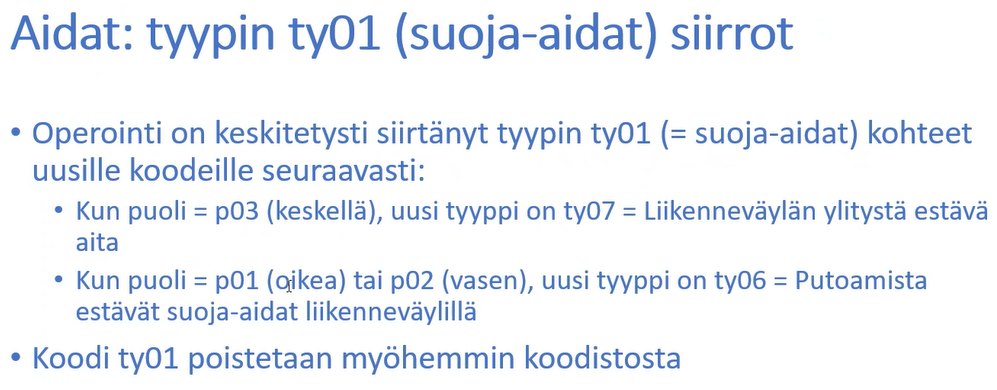 Aidat: tyypin ty01 (suoja-aidat) siirrot
• Operointi on keskitetysti siirtänyt tyypin ty01 (= suoja-aidat) kohteet
uusille koodeille seuraavasti:
• Kun puoli = p03 (keskellä), uusi tyyppi on ty07 = Liikenneväylän ylitystä estävä
aita
• Kun puoli = p01 (oikea) tai p02 (vasen), uusi tyyppi on ty06 = Putoamista
estävät suoja-aidat liikenneväylillä
• Koodi ty01 poistetaan myöhemmin koodistosta